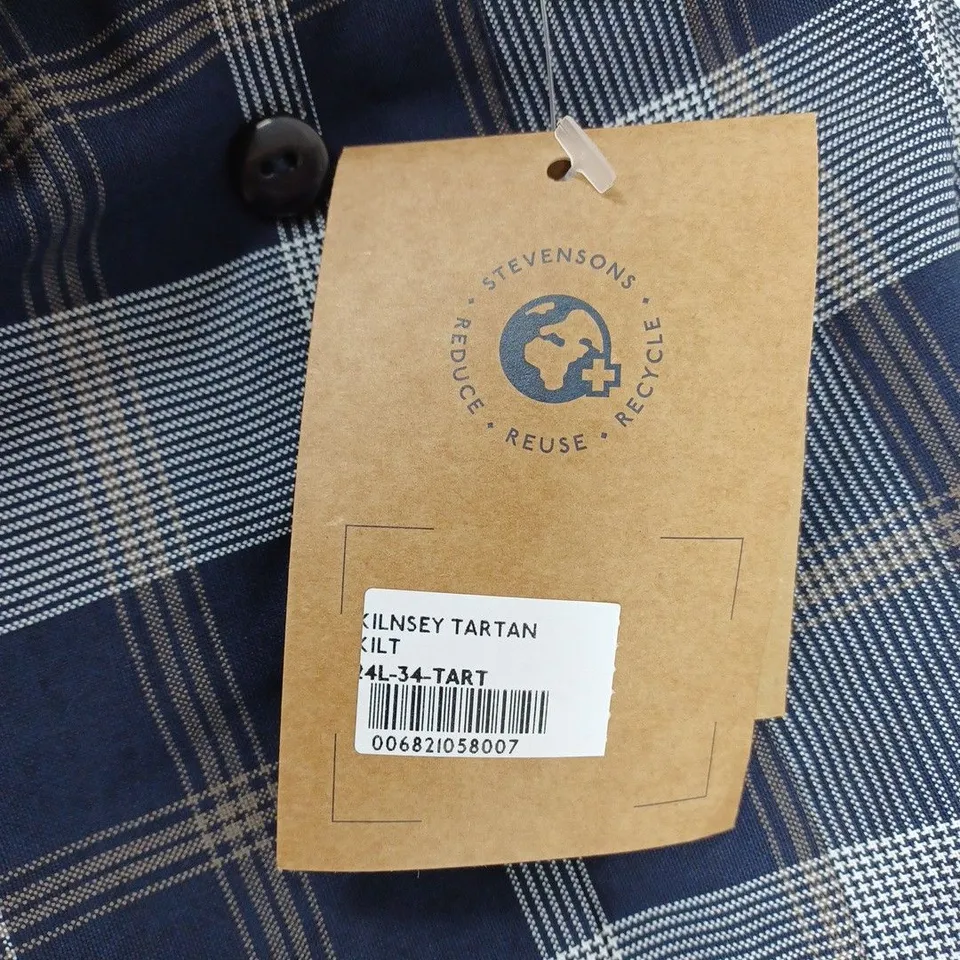 STEVENSONS
REDUCE • REUSE • RECYCLE
KILNSEY TARTAN
KILT
24L-34-TART
006821058007